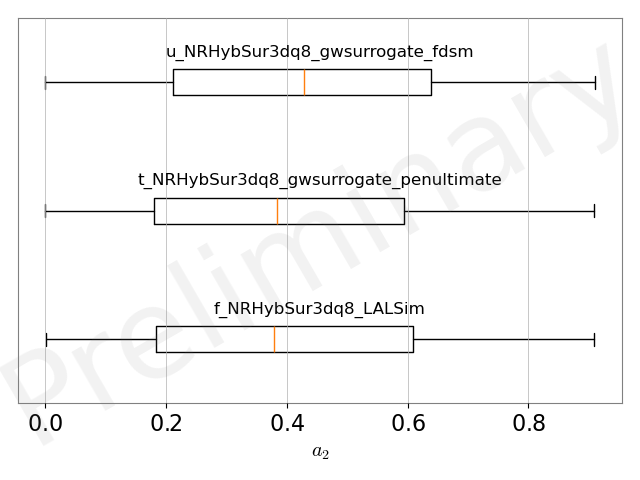 u_NRHybSur3dq8_gwsurrogate_fdsm
t_NRHybSur3dq8_gwsurrogate_penultimate
f_NRHybSur3dq8_LALSim
Preliminary
0.0 0.2 0.4 0.6 0.8
a₂